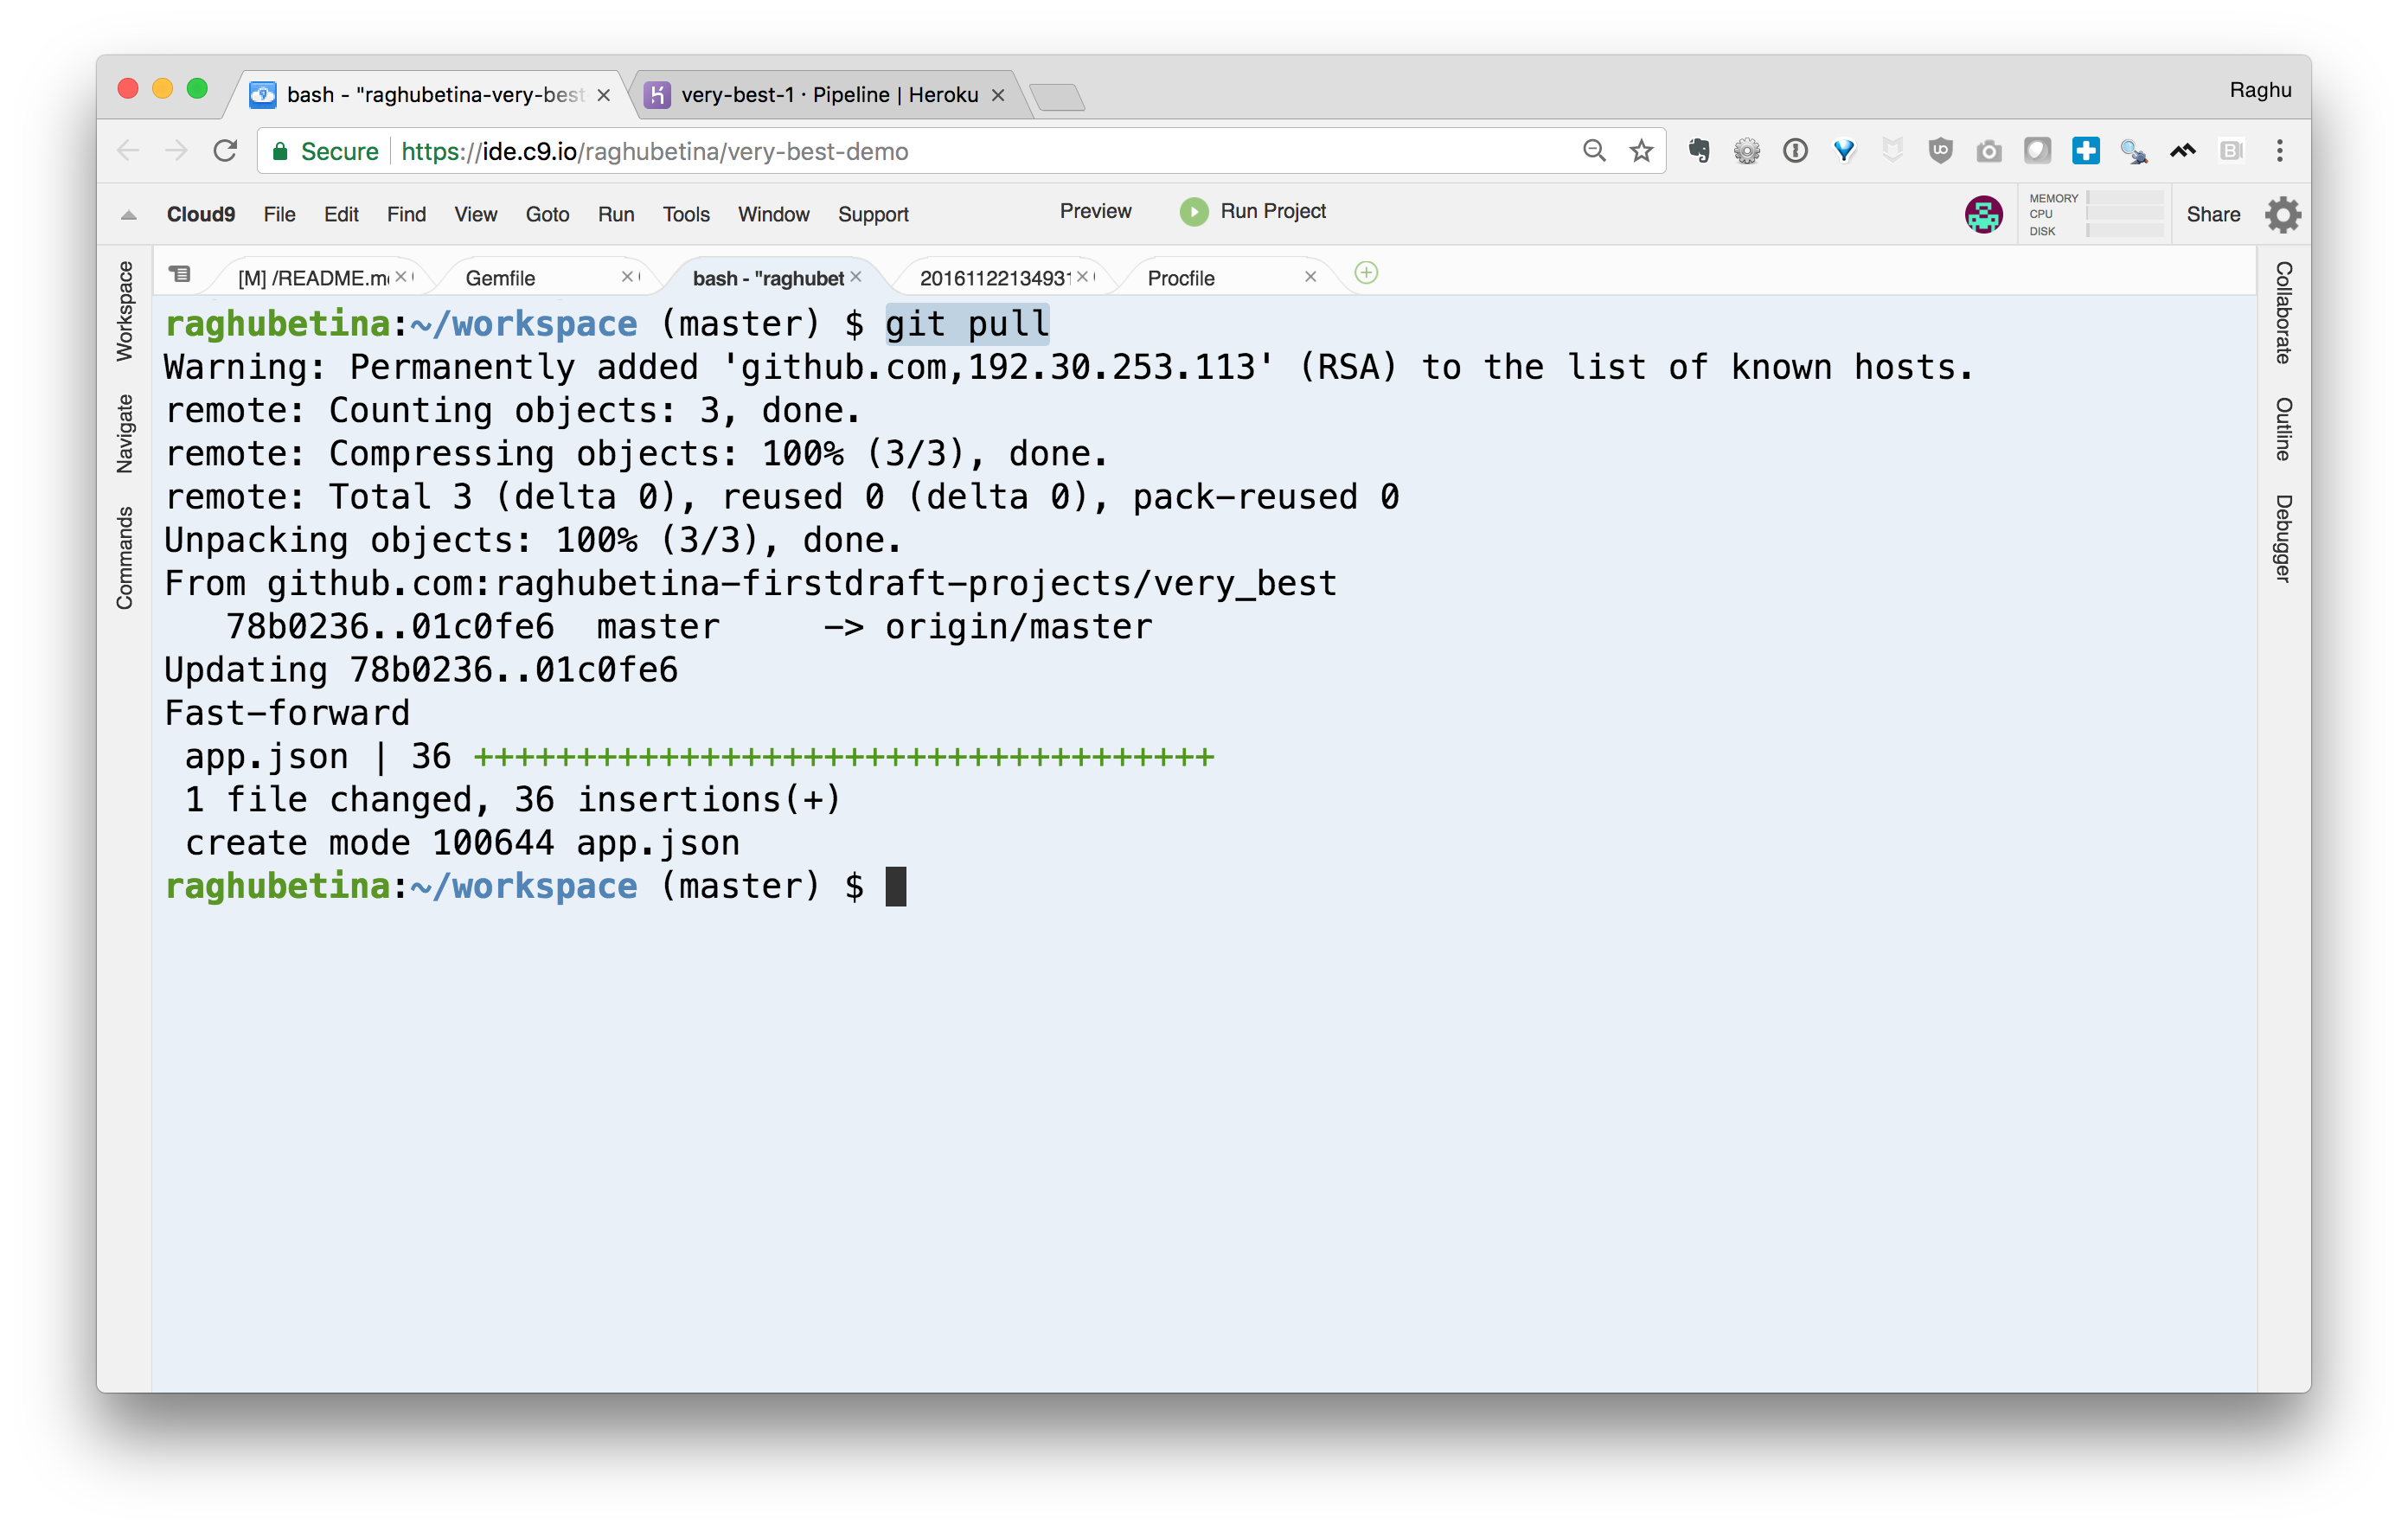 bash - "raghubetina-very-best
very-best-1 · Pipeline | Heroku
Raghu
Secure
https://ide.c9.io/raghubetina/very-best-demo
Cloud9 File Edit Find View Goto Run Tools Window Support Preview Run Project
MEMORY
CPU
DISK
Share
Workspace
Navigate
Commands
[M] /README.m
Gemfile
bash - "raghubet
20161122134931
Procfile
raghubetina:~/workspace (master) $ git pull
Warning: Permanently added 'github.com,192.30.253.113' (RSA) to the list of known hosts.
remote: Counting objects: 3, done.
remote: Compressing objects: 100% (3/3), done.
remote: Total 3 (delta 0), reused 0 (delta 0), pack-reused 0
Unpacking objects: 100% (3/3), done.
From github.com:raghubetina-firstdraft-projects/very_best
   78b0236..01c0fe6  master     -> origin/master
Updating 78b0236..01c0fe6
Fast-forward
 app.json | 36 ++++++++++++++++++++++++++++++++++++
 1 file changed, 36 insertions(+)
 create mode 100644 app.json
raghubetina:~/workspace (master) $
Collaborate
Outline
Debugger